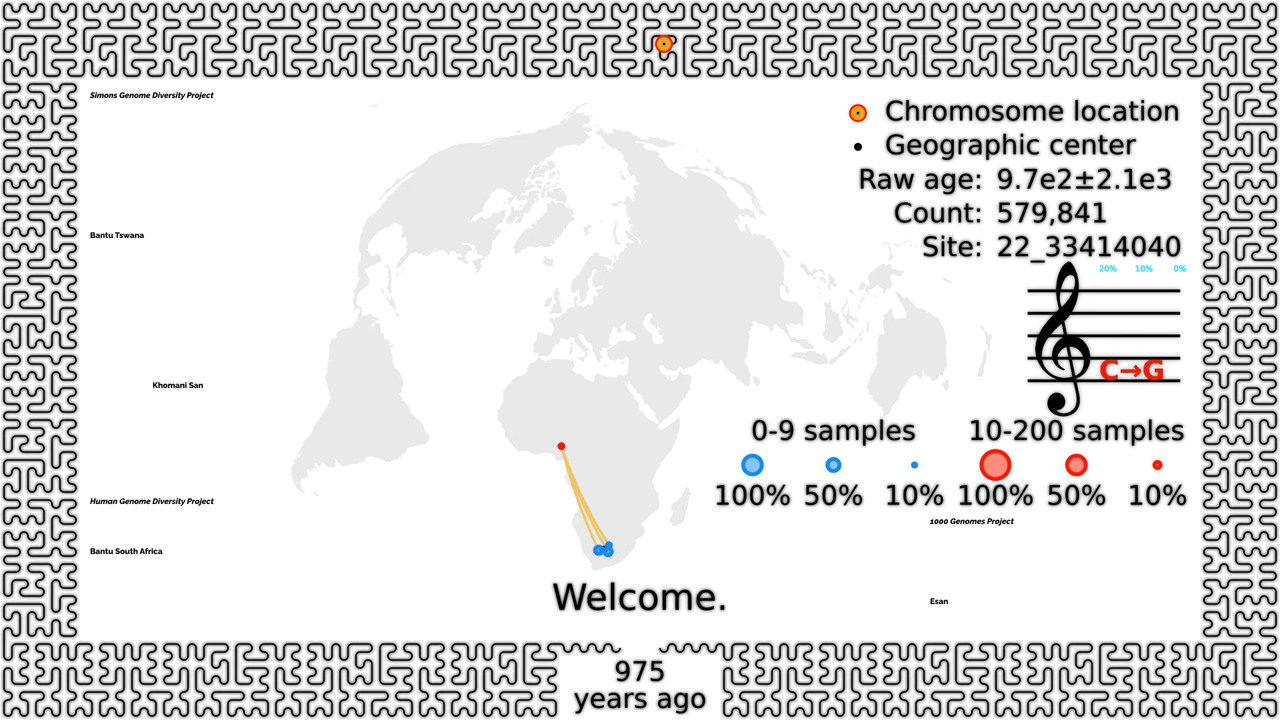 Simons Genome Diversity Project
Chromosome location
Geographic center
Raw age: 9.7e2±2.1e3
Count: 579,841
Bantu Tswana
Site: 22_33414040
20% 10% 0%
C→G
Khomani San
0-9 samples 10-200 samples
100% 50% 10% 100% 50% 10%
Human Genome Diversity Project
1000 Genomes Project
Bantu South Africa
Welcome.
Esan
975
years ago